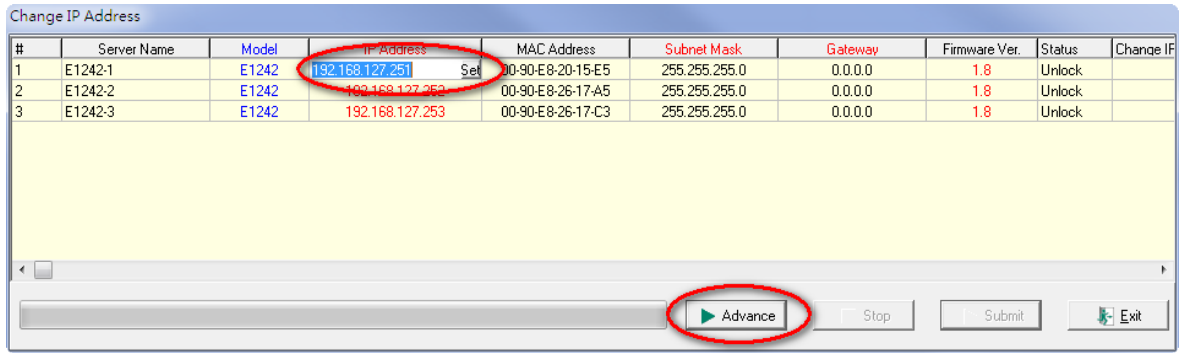 Change IP Address
# Server Name Model IP Address MAC Address Subnet Mask Gateway Firmware Ver. Status Change IP
1 E1242-1 E1242 192.168.127.251 Set 00-90-E8-20-15-E5 255.255.255.0 0.0.0.0 1.8 Unlock
2 E1242-2 E1242 192.168.127.252 00-90-E8-26-17-A5 255.255.255.0 0.0.0.0 1.8 Unlock
3 E1242-3 E1242 192.168.127.253 00-90-E8-26-17-C3 255.255.255.0 0.0.0.0 1.8 Unlock
Advance Stop Submit Exit